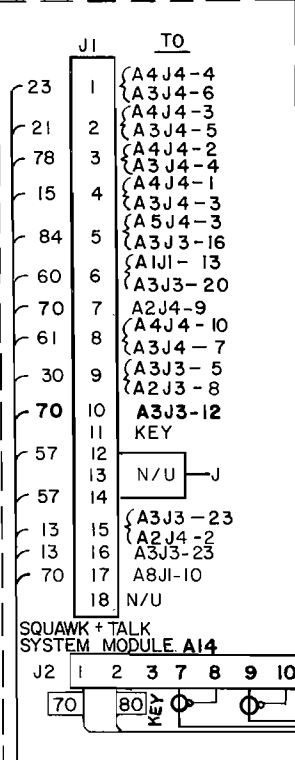 J1 TO
23 1 A4J4-4
A3J4-6
21 2 A4J4-3
A3J4-5
78 3 A4J4-2
A3J4-4
15 4 A4J4-1
A3J4-3
84 5 A5J4-3
A3J3-16
60 6 A1J1-13
A3J3-20
70 7 A2J4-9
61 8 A4J4-10
A3J4-7
30 9 A3J3-5
A2J3-8
70 10 A3J3-12
11 KEY
57 12
13 N/U J
57 14
13 15 A3J3-23
A2J4-2
13 16 A3J3-23
70 17 A8J1-10
18 N/U
SQUAWK + TALK
SYSTEM MODULE A14
J2 1 2 3 7 8 9 10
70 80 KEY